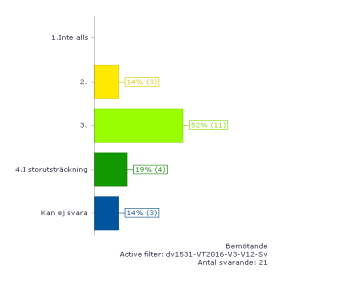 1.Inte alls
2.
14% (3)
3.
52% (11)
4.I storutsträckning
19% (4)
Kan ej svara
14% (3)
Bemötande
Active filter: dv1531-VT2016-V3-V12-Sv
Antal svarande: 21